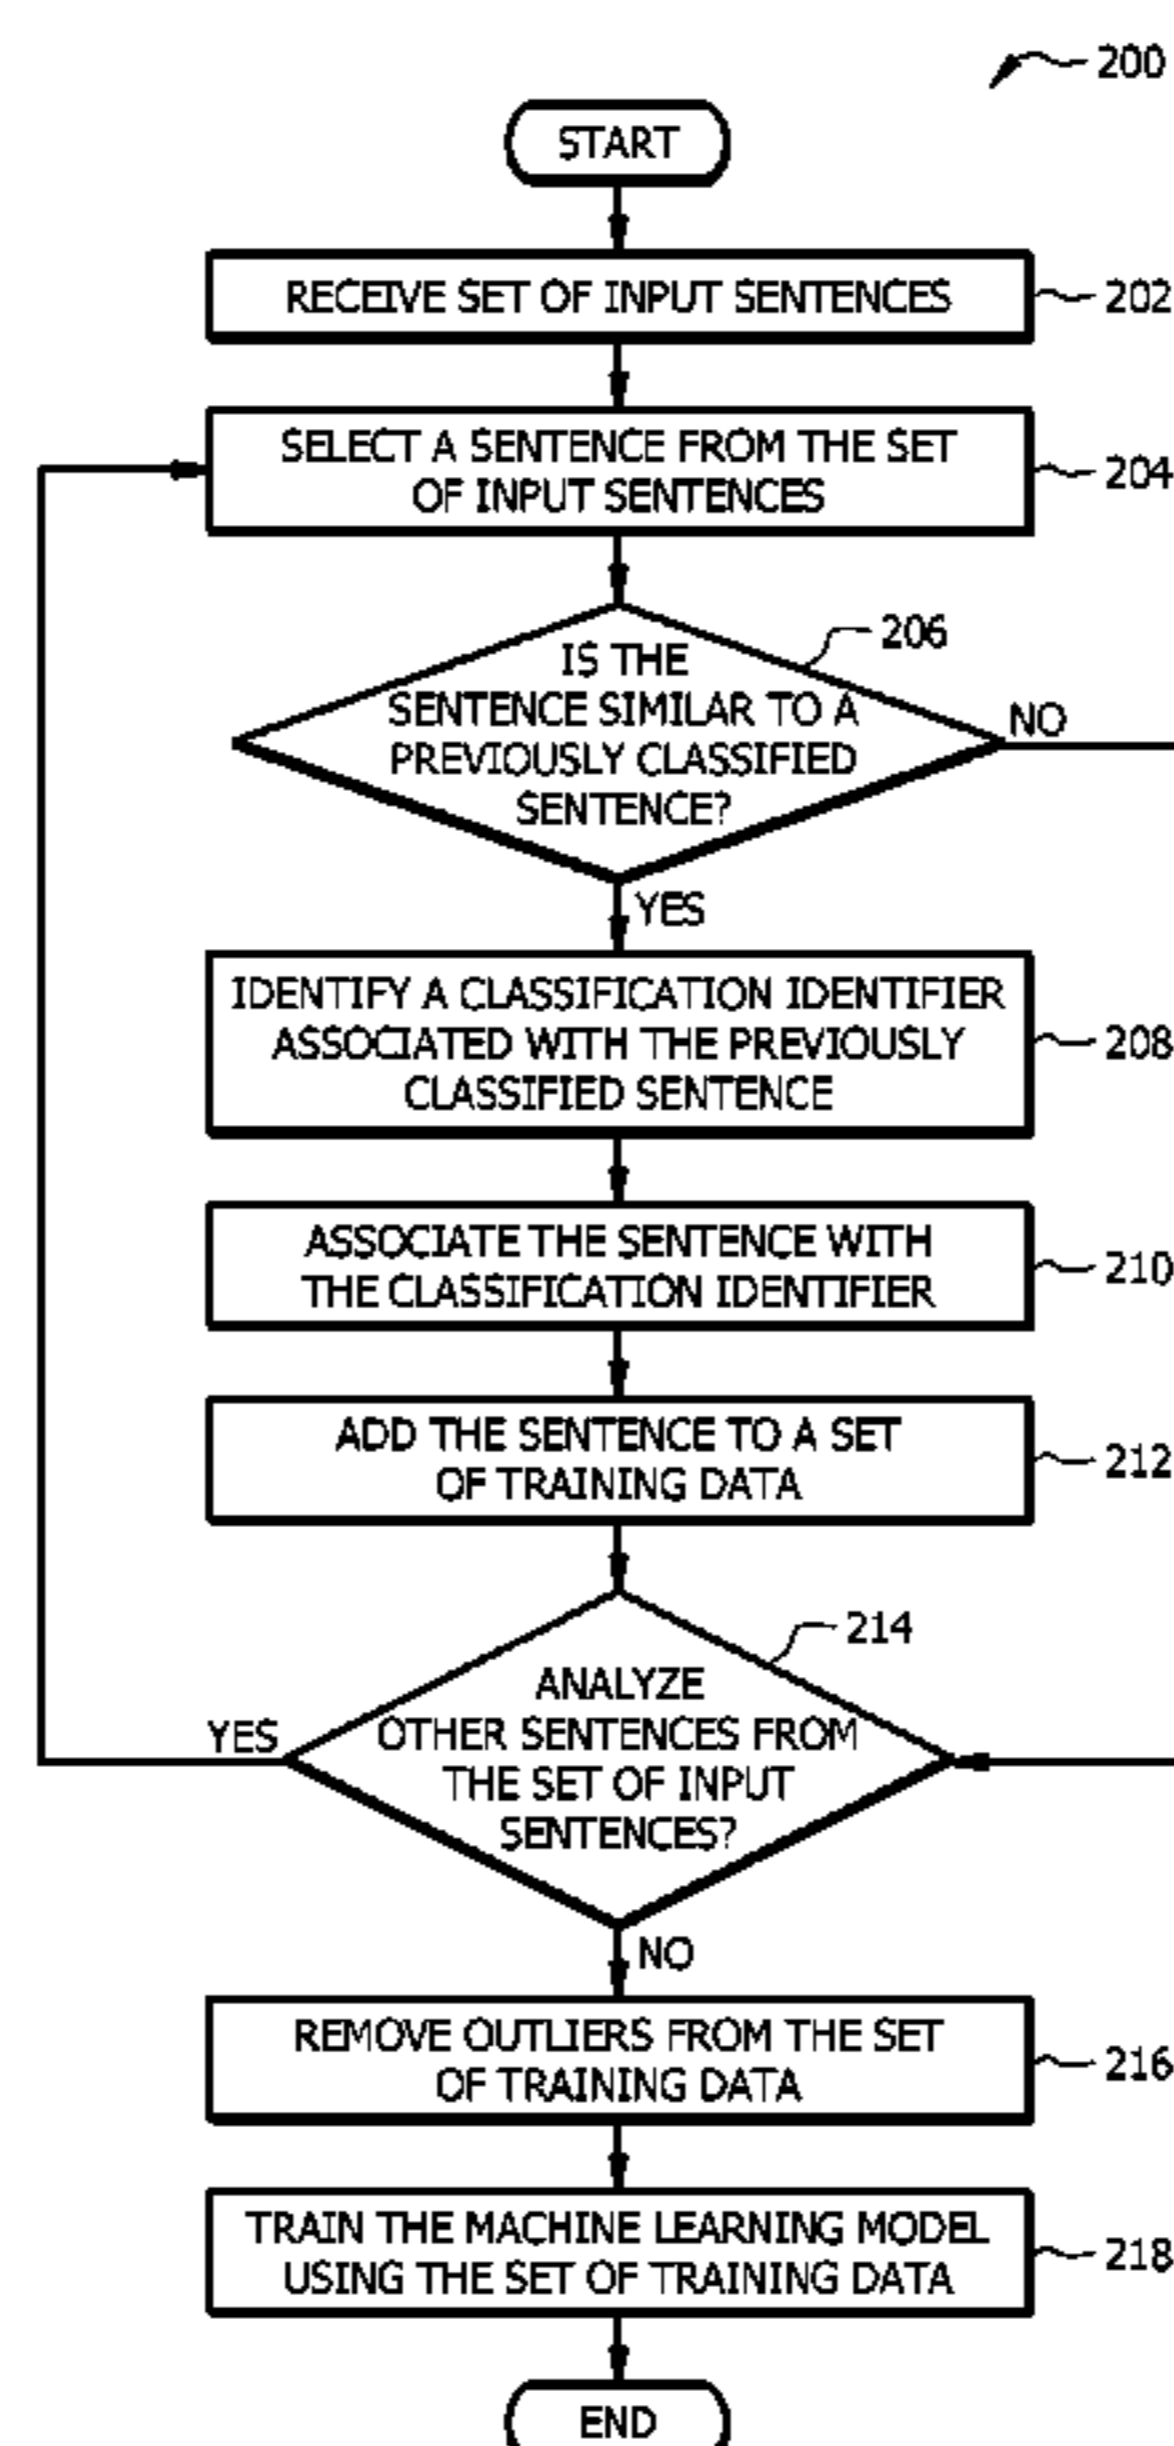 200
START
RECEIVE SET OF INPUT SENTENCES
202
SELECT A SENTENCE FROM THE SET
OF INPUT SENTENCES
204
206
IS THE
SENTENCE SIMILAR TO A
PREVIOUSLY CLASSIFIED
SENTENCE?
NO
YES
IDENTIFY A CLASSIFICATION IDENTIFIER
ASSOCIATED WITH THE PREVIOUSLY
CLASSIFIED SENTENCE
208
ASSOCIATE THE SENTENCE WITH
THE CLASSIFICATION IDENTIFIER
210
ADD THE SENTENCE TO A SET
OF TRAINING DATA
212
214
ANALYZE
OTHER SENTENCES FROM
THE SET OF INPUT
SENTENCES?
YES
NO
REMOVE OUTLIERS FROM THE SET
OF TRAINING DATA
216
TRAIN THE MACHINE LEARNING MODEL
USING THE SET OF TRAINING DATA
218
END